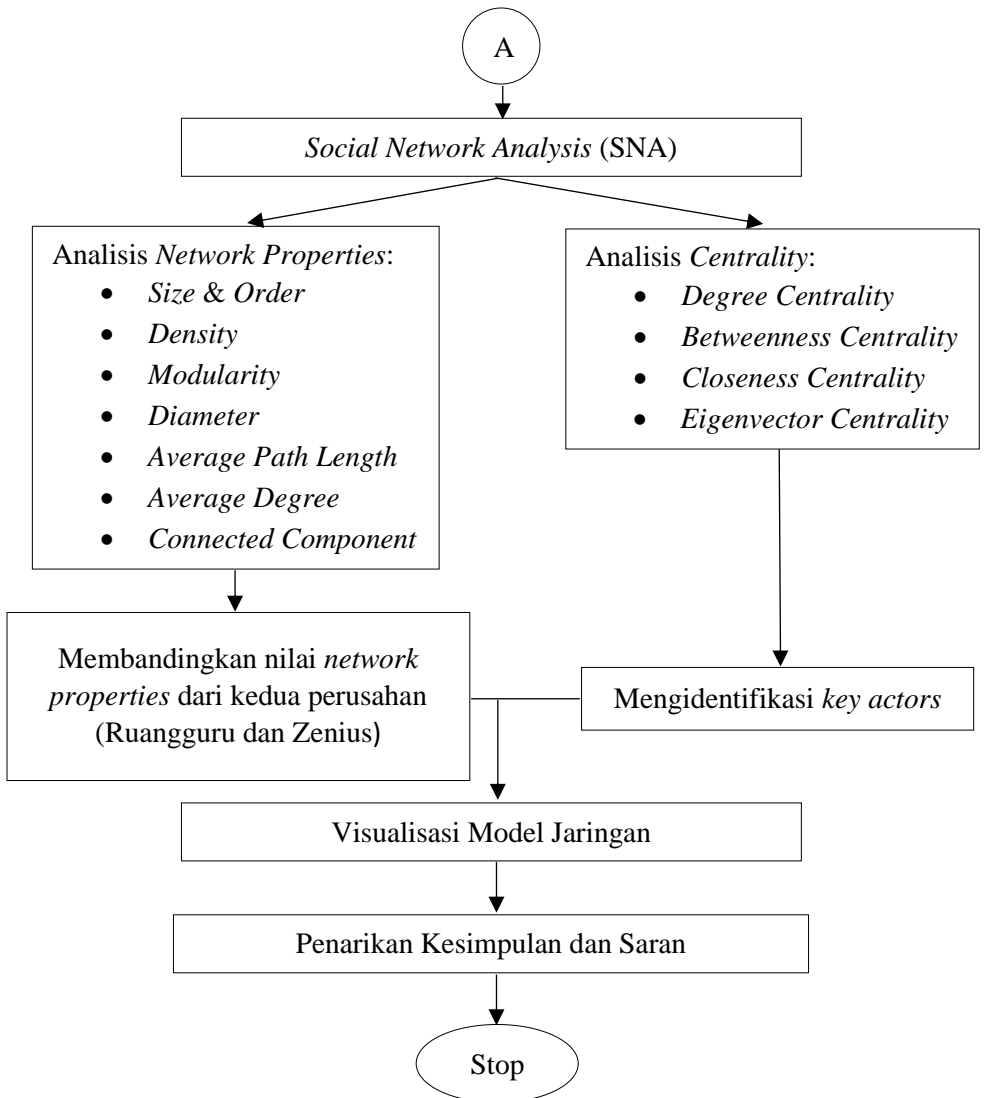 A
Social Network Analysis (SNA)
Analisis Network Properties:
• Size & Order
• Density
• Modularity
• Diameter
• Average Path Length
• Average Degree
• Connected Component
Analisis Centrality:
• Degree Centrality
• Betweenness Centrality
• Closeness Centrality
• Eigenvector Centrality
Membandingkan nilai network
properties dari kedua perusahan
(Ruangguru dan Zenius)
Mengidentifikasi key actors
Visualisasi Model Jaringan
Penarikan Kesimpulan dan Saran
Stop